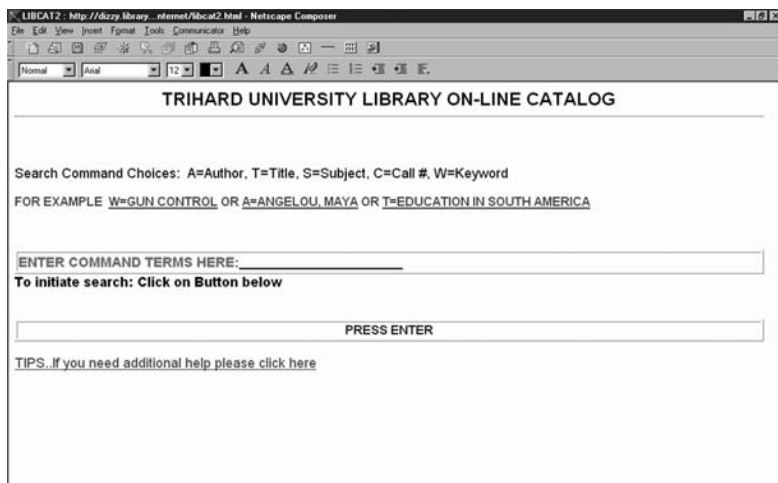 LIBCAT2 : http://dizzy.library...nternet/libcat2.html - Netscape Composer
File Edit View Insert Format Tools Communicator Help
Normal Arial 12 A A A
TRIHARD UNIVERSITY LIBRARY ON-LINE CATALOG
Search Command Choices: A=Author, T=Title, S=Subject, C=Call #, W=Keyword
FOR EXAMPLE W=GUN CONTROL OR A=ANGELOU, MAYA OR T=EDUCATION IN SOUTH AMERICA
ENTER COMMAND TERMS HERE:
To initiate search: Click on Button below
PRESS ENTER
TIPS..If you need additional help please click here